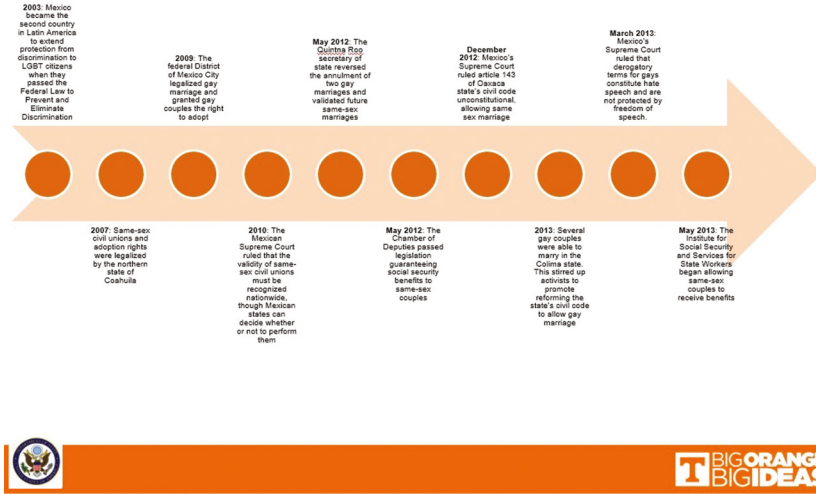 2003: Mexico
became the
second country
in Latin America
to extend
protection from
discrimination to
LGBT citizens
when they
passed the
Federal Law to
Prevent and
Eliminate
Discrimination
2007: Same-sex
civil unions and
adoption rights
were legalized
by the northern
state of
Coahuila
2009: The
federal District
of Mexico City
legalized gay
marriage and
granted gay
couples the right
to adopt
2010: The
Mexican
Supreme Court
ruled that the
validity of same-
sex civil unions
must be
recognized
nationwide,
though Mexican
states can
decide whether
or not to perform
them
May 2012: The
Quintna Roo
secretary of
state reversed
the annulment of
two gay
marriages and
validated future
same-sex
marriages
May 2012: The
Chamber of
Deputies passed
legislation
guaranteeing
social security
benefits to
same-sex
couples
December
2012: Mexico's
Supreme Court
ruled article 143
of Oaxaca
state's civil code
unconstitutional,
allowing same
sex marriage
2013: Several
gay couples
were able to
marry in the
Colima state.
This stirred up
activists to
promote
reforming the
state's civil code
to allow gay
marriage
March 2013:
Mexico's
Supreme Court
ruled that
derogatory
terms for gays
constitute hate
speech and are
not protected by
freedom of
speech.
May 2013: The
Institute for
Social Security
and Services for
State Workers
began allowing
same-sex
couples to
receive benefits
T
BIGORANGE
BIGIDEAS